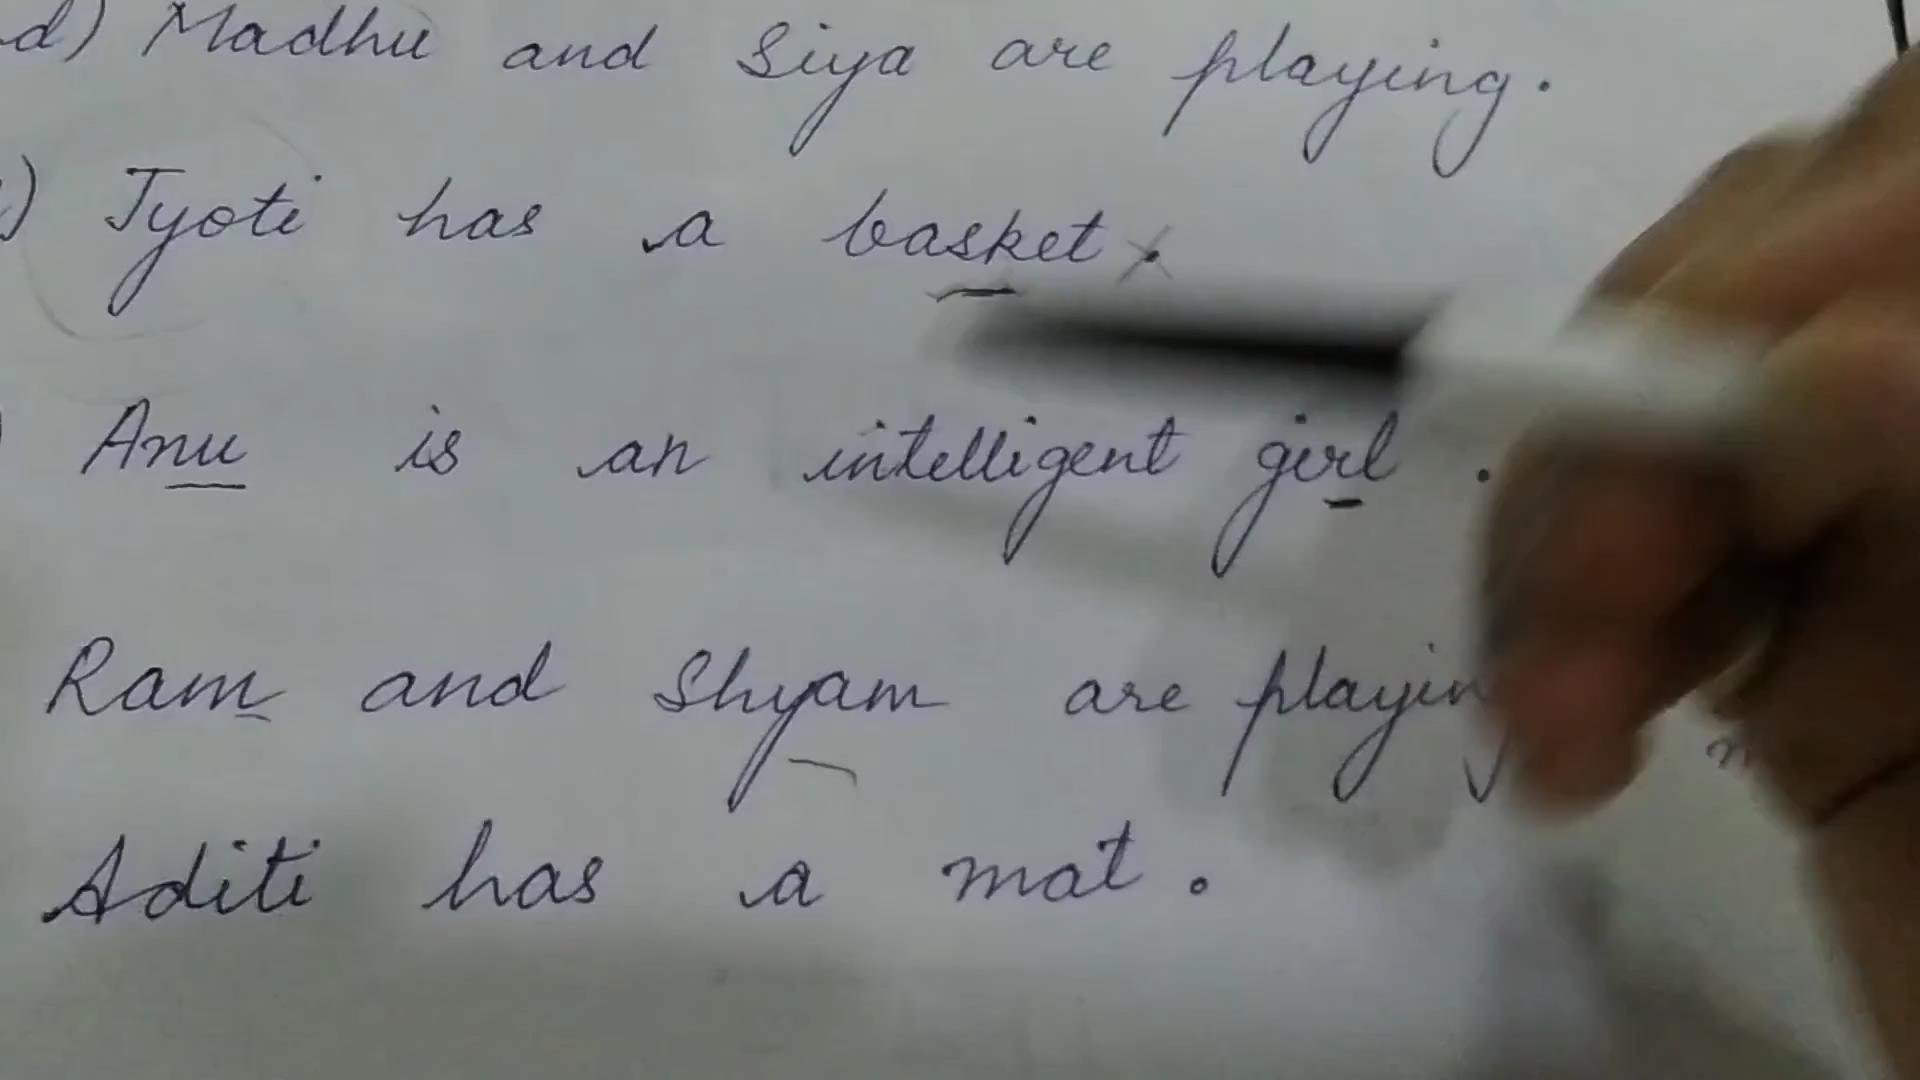 d) Madhu and Siya are playing.
) Jyoti has a basket.
Anu is an intelligent girl.
Ram and Shyam are
Aditi has a mat.